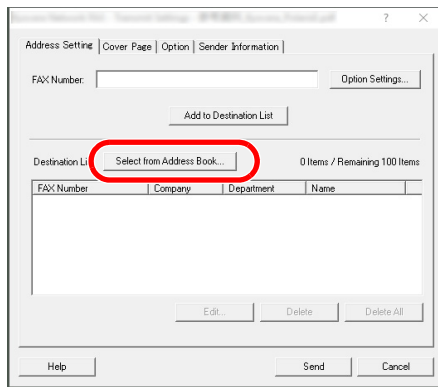 Address Setting Cover Page Option Sender Information
FAX Number: Option Settings...
Add to Destination List
Destination Li Select from Address Book... 0 Items / Remaining 100 Items
FAX Number Company Department Name
Edit... Delete Delete All
Help Send Cancel